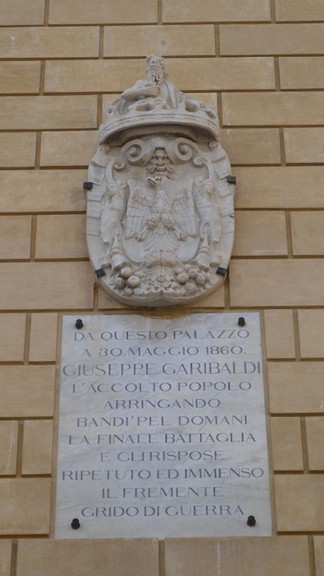 DA QUESTO PALAZZO
A 30. MAGGIO 1860.
GIUSEPPE GARIBALDI
L'ACCOLTO POPOLO
ARRINGANDO
BANDI' PEL DOMANI
LA FINALE BATTAGLIA
E GLI RISPOSE
RIPETUTO ED IMMENSO
IL FREMENTE
GRIDO DI GUERRA